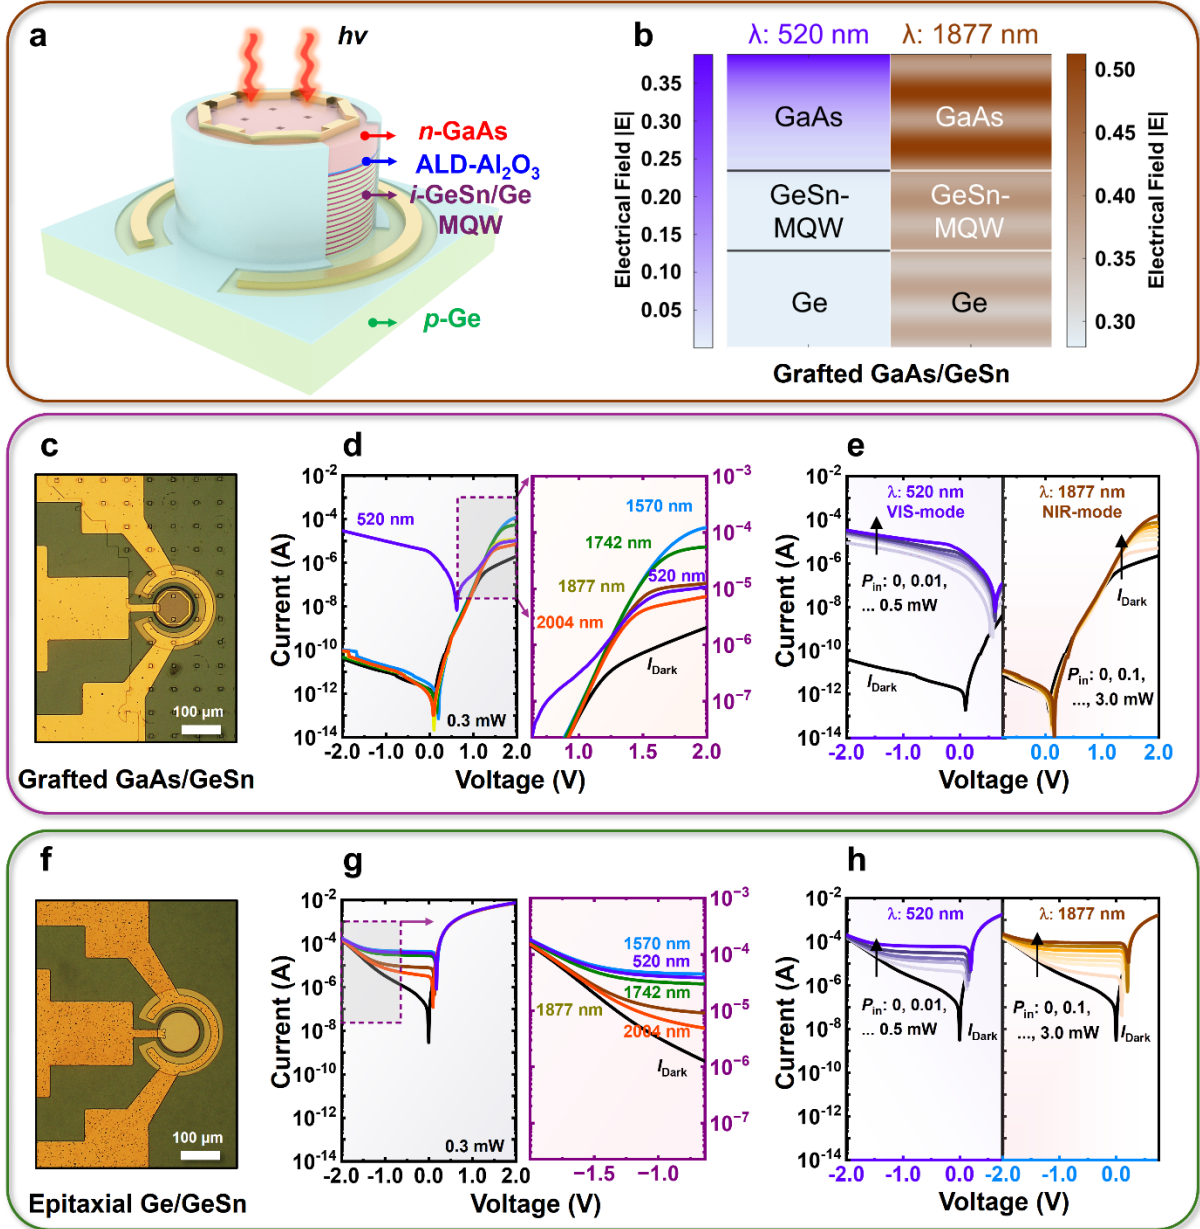 a
hv
n-GaAs
ALD-Al₂O₃
i-GeSn/Ge
MQW
p-Ge
b
λ: 520 nm
λ: 1877 nm
Electrical Field |E|
0.35
0.30
0.25
0.20
0.15
0.10
0.05
GaAs
GeSn-
MQW
Ge
GaAs
GeSn-
MQW
Ge
0.50
0.45
0.40
0.35
0.30
Electrical Field |E|
Grafted GaAs/GeSn
c
100 µm
Grafted GaAs/GeSn
d
Current (A)
10⁻²
10⁻⁴
10⁻⁶
10⁻⁸
10⁻¹⁰
10⁻¹²
10⁻¹⁴
520 nm
0.3 mW
-2.0
-1.0
0.0
1.0
2.0
1570 nm
1742 nm
1877 nm
520 nm
2004 nm
I_Dark
10⁻³
10⁻⁴
10⁻⁵
10⁻⁶
10⁻⁷
1.0
1.5
2.0
Voltage (V)
e
Current (A)
10⁻²
10⁻⁴
10⁻⁶
10⁻⁸
10⁻¹⁰
10⁻¹²
10⁻¹⁴
λ: 520 nm
VIS-mode
P_in: 0, 0.01,
... 0.5 mW
I_Dark
-2.0
0.0
λ: 1877 nm
NIR-mode
I_Dark
P_in: 0, 0.1,
..., 3.0 mW
-1.0
0.0
1.0
2.0
Voltage (V)
f
100 µm
Epitaxial Ge/GeSn
g
Current (A)
10⁻²
10⁻⁴
10⁻⁶
10⁻⁸
10⁻¹⁰
10⁻¹²
10⁻¹⁴
0.3 mW
-2.0
-1.0
0.0
1.0
2.0
1570 nm
520 nm
1742 nm
1877 nm
2004 nm
I_Dark
10⁻³
10⁻⁴
10⁻⁵
10⁻⁶
10⁻⁷
-1.5
-1.0
Voltage (V)
h
Current (A)
10⁻²
10⁻⁴
10⁻⁶
10⁻⁸
10⁻¹⁰
10⁻¹²
10⁻¹⁴
λ: 520 nm
P_in: 0, 0.01,
... 0.5 mW
I_Dark
-2.0
0.0
λ: 1877 nm
P_in: 0, 0.1,
..., 3.0 mW
I_Dark
-2.0
-1.0
0.0
Voltage (V)